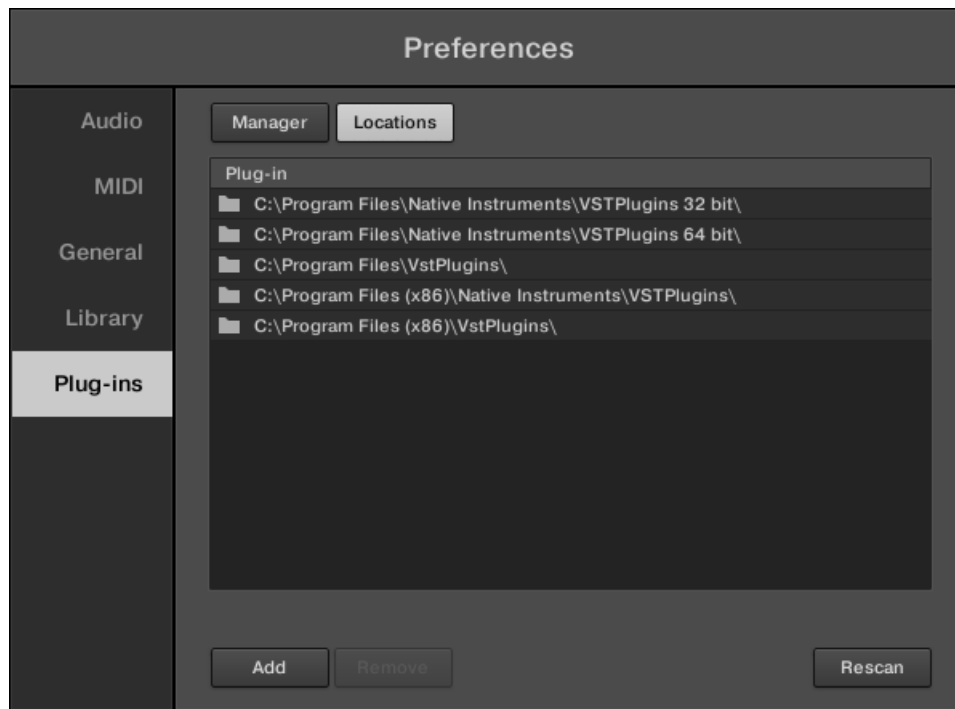 Preferences
Audio
MIDI
General
Library
Plug-ins
Manager
Locations
Plug-in
C:\Program Files\Native Instruments\VSTPlugins 32 bit\
C:\Program Files\Native Instruments\VSTPlugins 64 bit\
C:\Program Files\VstPlugins\
C:\Program Files (x86)\Native Instruments\VSTPlugins\
C:\Program Files (x86)\VstPlugins\
Add
Remove
Rescan